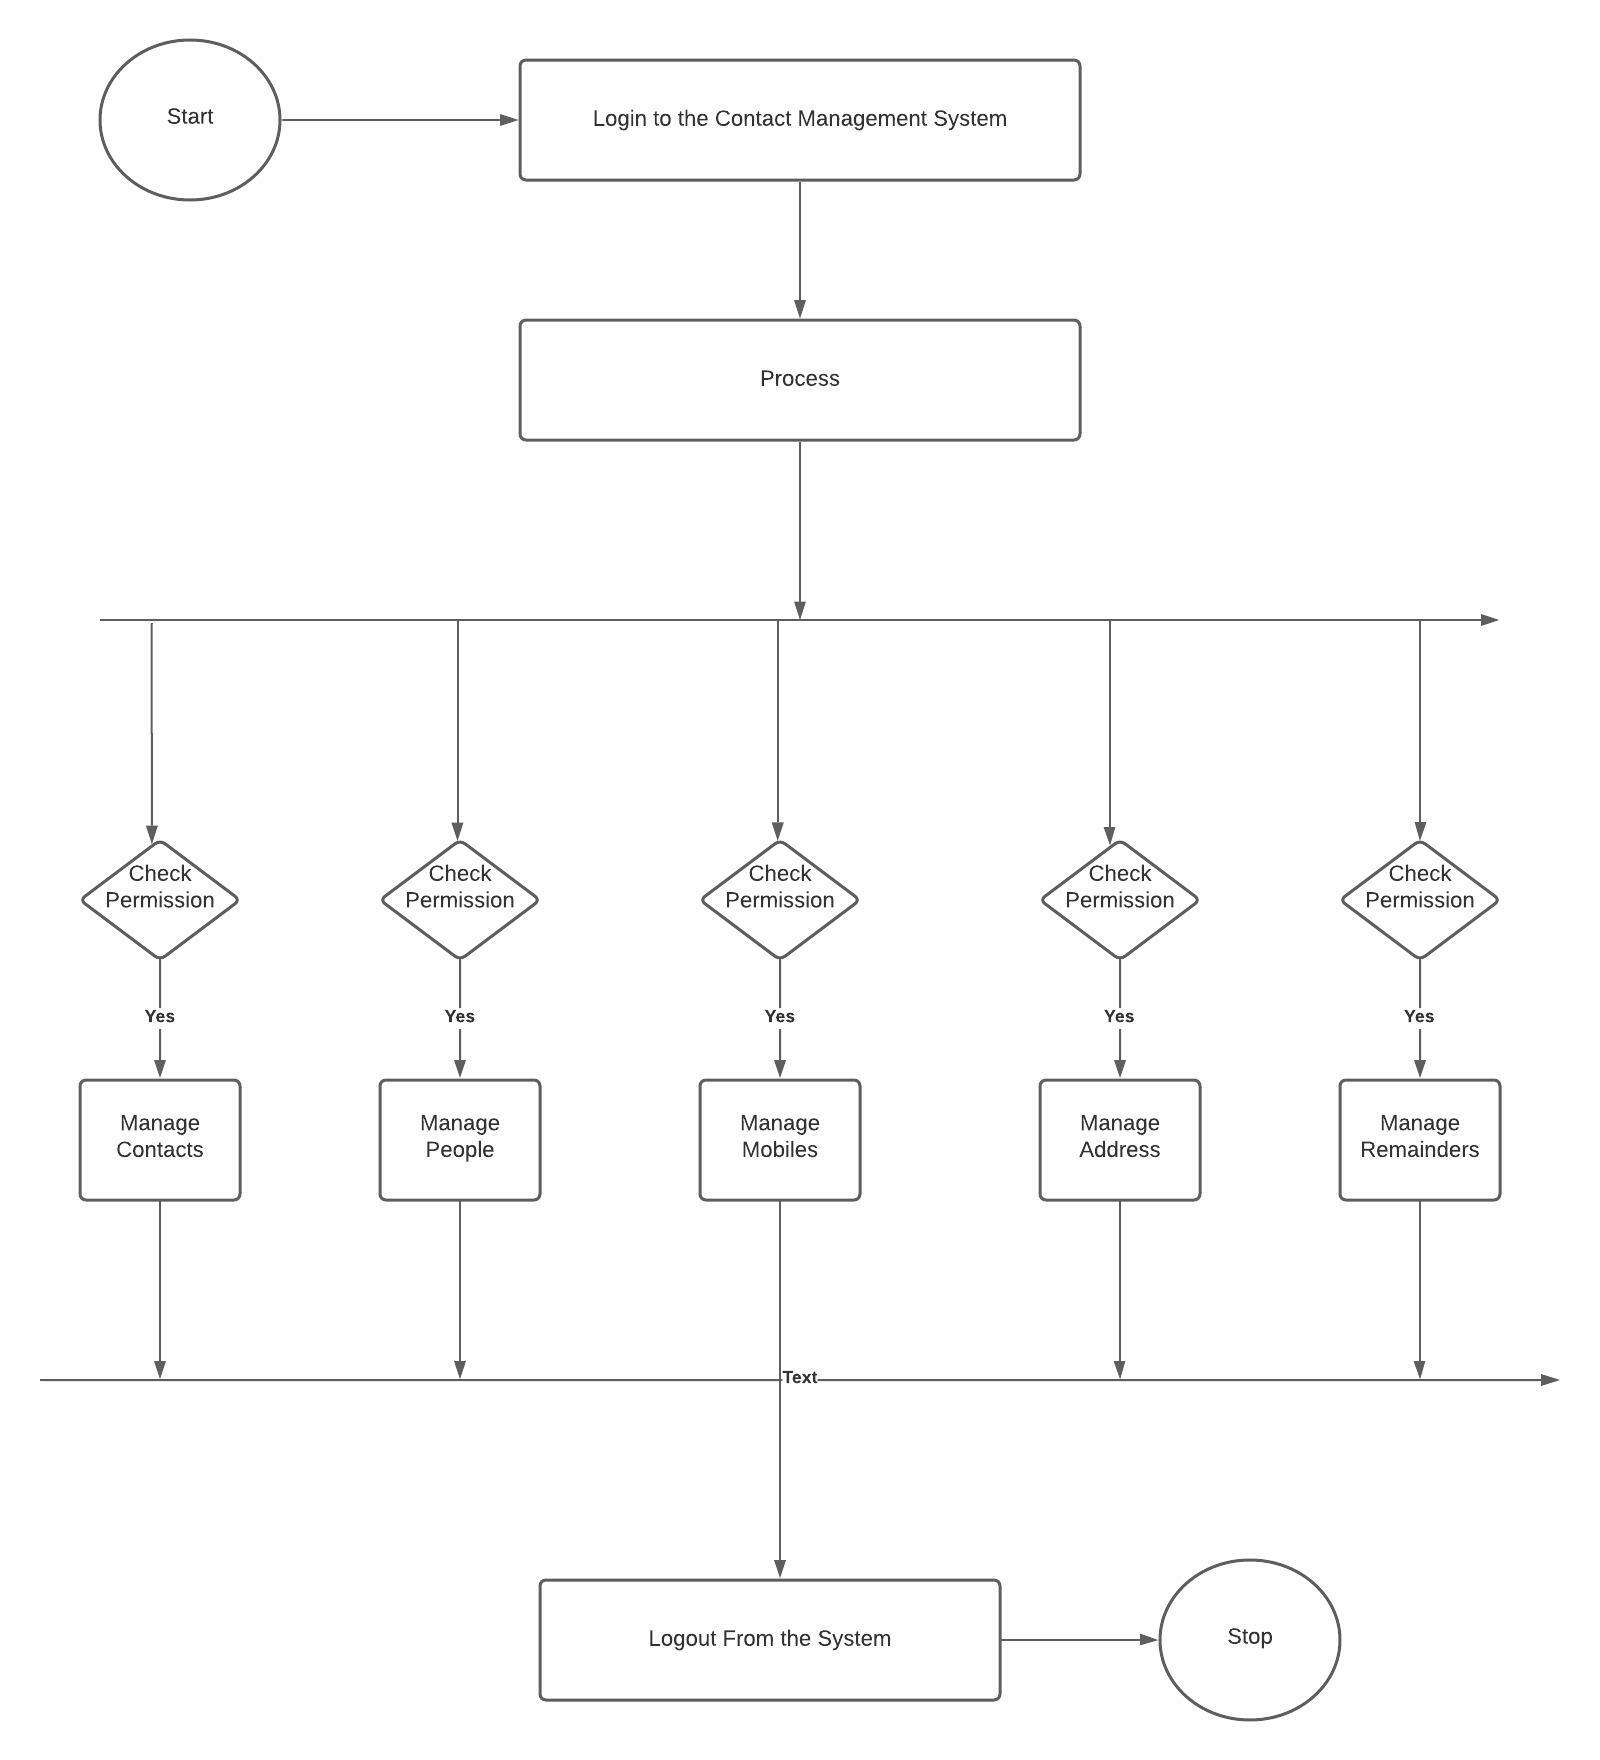 Start
Login to the Contact Management System
Process
Check
Permission
Check
Permission
Check
Permission
Check
Permission
Check
Permission
Yes
Yes
Yes
Yes
Yes
Manage
Contacts
Manage
People
Manage
Mobiles
Manage
Address
Manage
Remainders
Text
Logout From the System
Stop